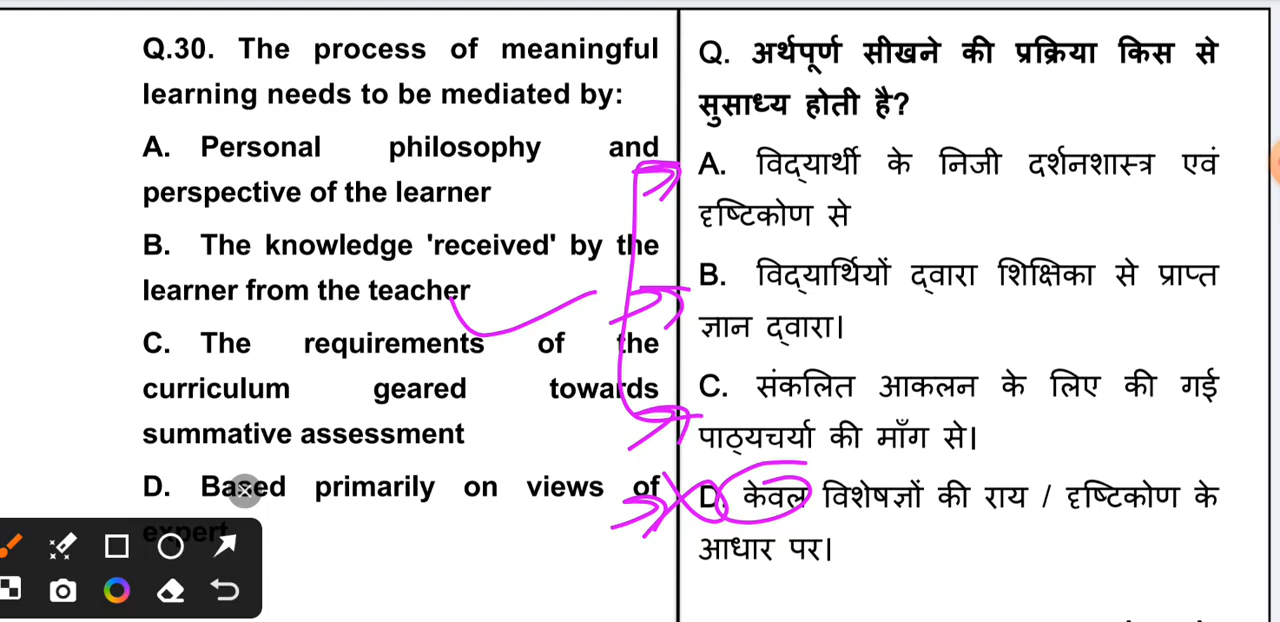 Q.30. The process of meaningful
learning needs to be mediated by:
A. Personal philosophy and
perspective of the learner
B. The knowledge 'received' by the
learner from the teacher
C. The requirements of the
curriculum geared towards
summative assessment
D. Based primarily on views of
expert
Q. अर्थपूर्ण सीखने की प्रक्रिया किस से
सुसाध्य होती है?
A. विद्यार्थी के निजी दर्शनशास्त्र एवं
दृष्टिकोण से
B. विद्यार्थियों द्वारा शिक्षिका से प्राप्त
ज्ञान द्वारा।
C. संकलित आकलन के लिए की गई
पाठ्यचर्या की माँग से।
D. केवल विशेषज्ञों की राय / दृष्टिकोण के
आधार पर।